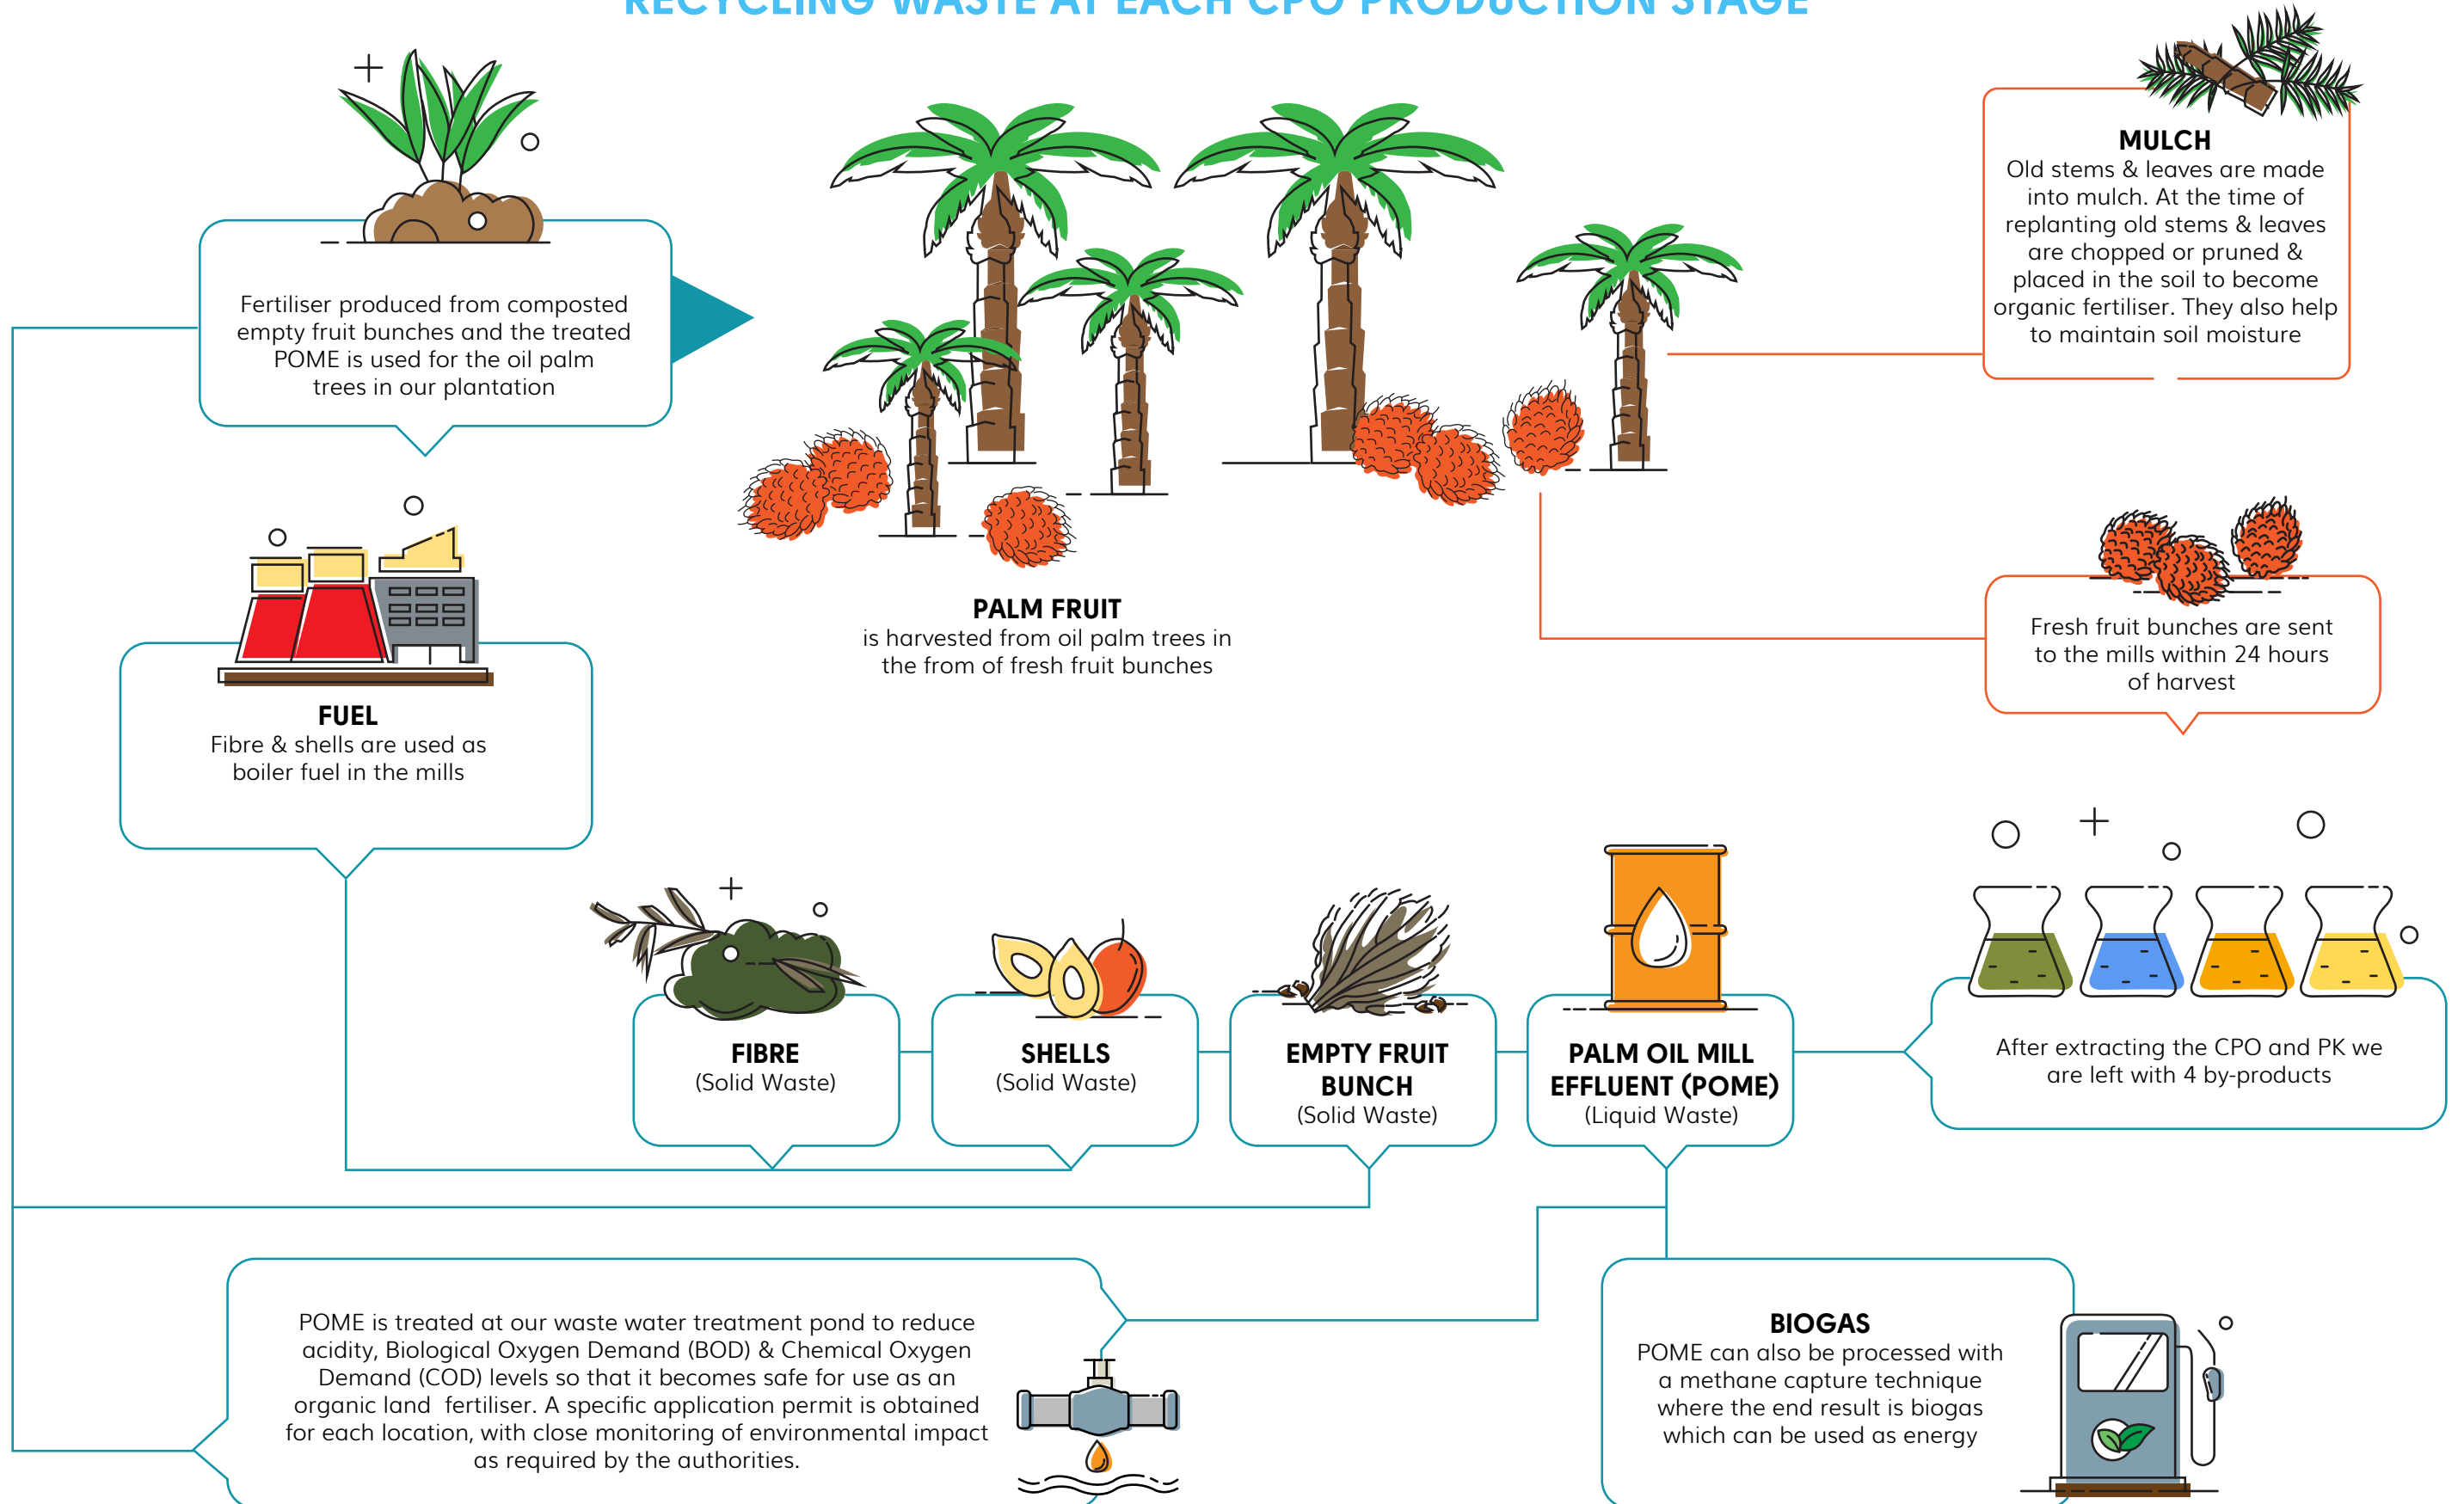 RECYCLING WASTE AT EACH CPO PRODUCTION STAGE
Fertiliser produced from composted
empty fruit bunches and the treated
POME is used for the oil palm
trees in our plantation
MULCH
Old stems & leaves are made
into mulch. At the time of
replanting old stems & leaves
are chopped or pruned &
placed in the soil to become
organic fertiliser. They also help
to maintain soil moisture
PALM FRUIT
is harvested from oil palm trees in
the from of fresh fruit bunches
Fresh fruit bunches are sent
to the mills within 24 hours
of harvest
FUEL
Fibre & shells are used as
boiler fuel in the mills
FIBRE
(Solid Waste)
SHELLS
(Solid Waste)
EMPTY FRUIT
BUNCH
(Solid Waste)
PALM OIL MILL
EFFLUENT (POME)
(Liquid Waste)
After extracting the CPO and PK we
are left with 4 by-products
POME is treated at our waste water treatment pond to reduce
acidity, Biological Oxygen Demand (BOD) & Chemical Oxygen
Demand (COD) levels so that it becomes safe for use as an
organic land  fertiliser. A specific application permit is obtained
for each location, with close monitoring of environmental impact
as required by the authorities.
BIOGAS
POME can also be processed with
a methane capture technique
where the end result is biogas
which can be used as energy